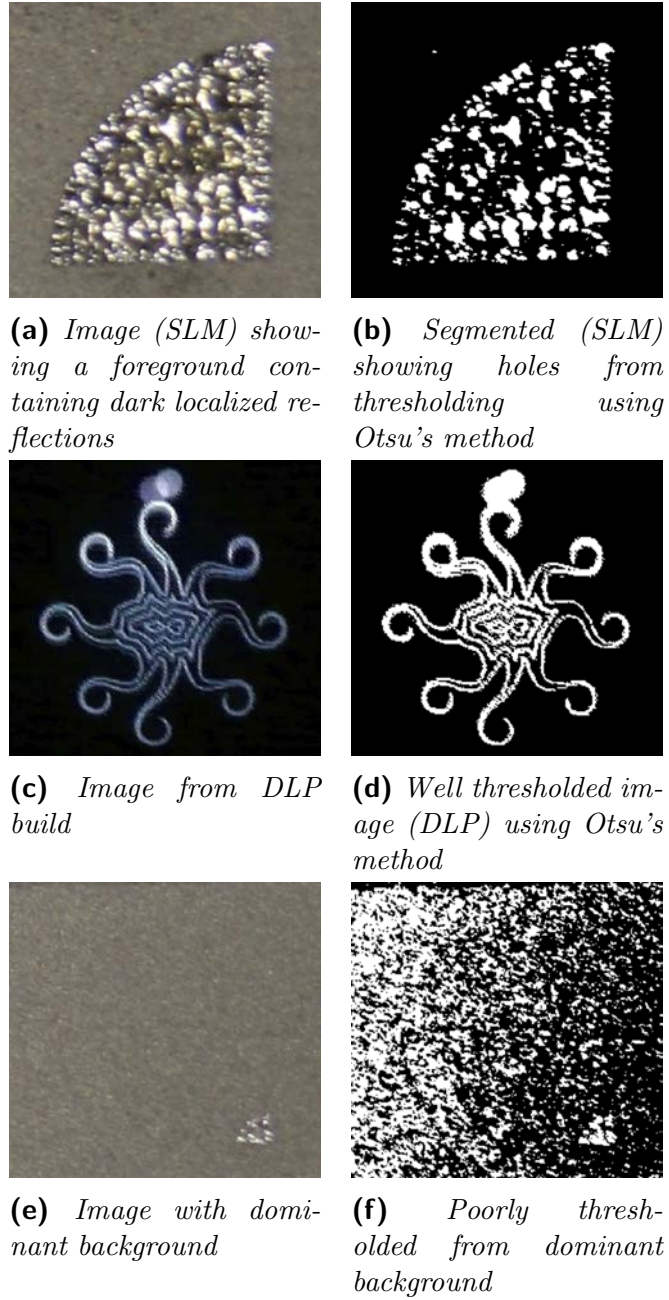 (a) Image (SLM) show-
ing a foreground con-
taining dark localized re-
flections
(b) Segmented (SLM)
showing holes from
thresholding using
Otsu's method
(c) Image from DLP
build
(d) Well thresholded im-
age (DLP) using Otsu's
method
(e) Image with domi-
nant background
(f) Poorly thresh-
olded from dominant
background